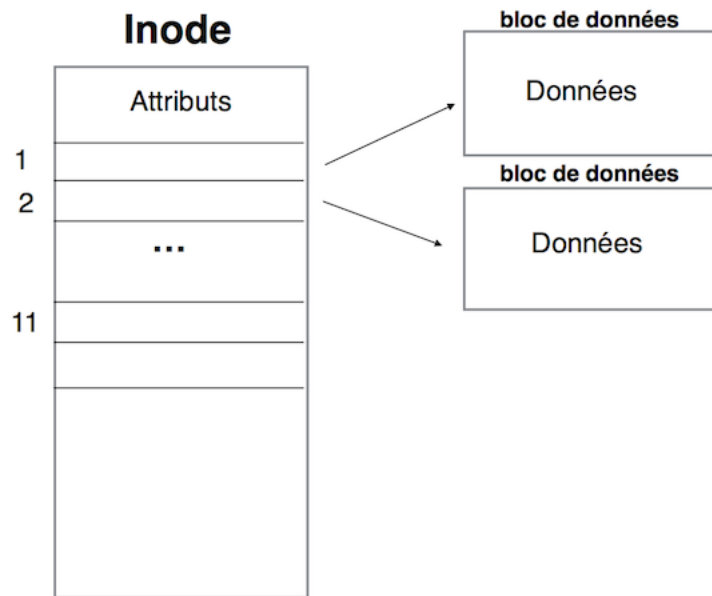 Inode
Attributs
1
2
...
11
bloc de données
Données
bloc de données
Données